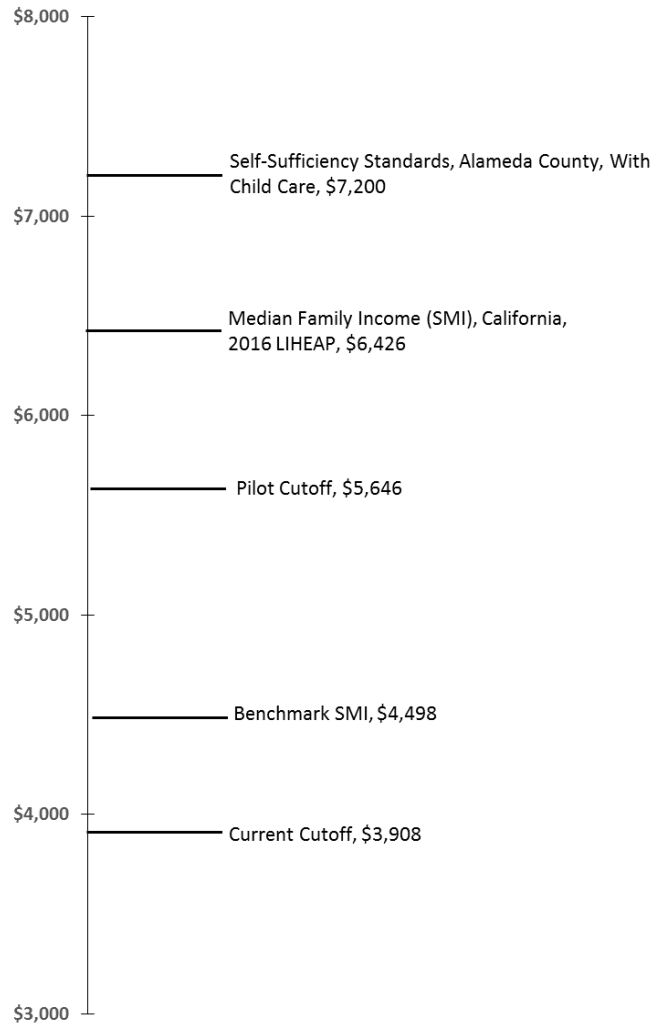 $8,000
Self-Sufficiency Standards, Alameda County, With
Child Care, $7,200
$7,000
Median Family Income (SMI), California,
2016 LIHEAP, $6,426
$6,000
Pilot Cutoff, $5,646
$5,000
Benchmark SMI, $4,498
$4,000
Current Cutoff, $3,908
$3,000